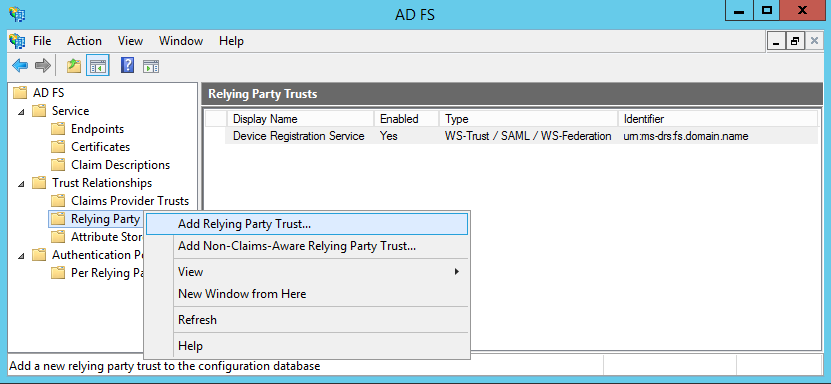 AD FS
File Action View Window Help
AD FS
Service
Endpoints
Certificates
Claim Descriptions
Trust Relationships
Claims Provider Trusts
Relying Party
Attribute Stor
Authentication Po
Per Relying Pa
Relying Party Trusts
Display Name Enabled Type Identifier
Device Registration Service Yes WS-Trust / SAML / WS-Federation urn:ms-drs:fs.domain.name
Add Relying Party Trust...
Add Non-Claims-Aware Relying Party Trust...
View
New Window from Here
Refresh
Help
Add a new relying party trust to the configuration database